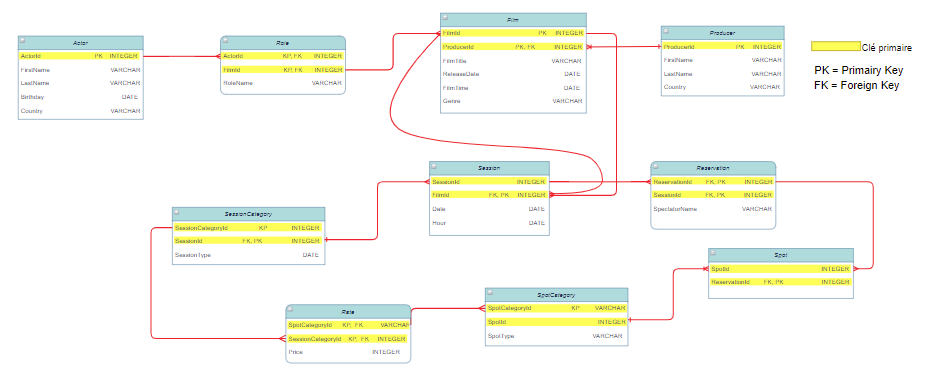 Actor
ActorId PK INTEGER
FirstName VARCHAR
LastName VARCHAR
Birthday DATE
Country VARCHAR
Role
ActorId KP, FK INTEGER
FilmId KP, FK INTEGER
RoleName VARCHAR
Film
FilmId PK INTEGER
ProducerId PK, FK INTEGER
FilmTitle VARCHAR
ReleaseDate DATE
FilmTime DATE
Genre VARCHAR
Producer
ProducerId PK INTEGER
FirstName VARCHAR
LastName VARCHAR
Country VARCHAR
Clé primaire
PK = Primairy Key
FK = Foreign Key
Session
SessionId INTEGER
FilmId FK, PK INTEGER
Date DATE
Hour DATE
Reservation
ReservationId FK, PK INTEGER
SessionId FK, PK INTEGER
SpectatorName VARCHAR
SessionCategory
SessionCategoryId KP INTEGER
SessionId FK, PK INTEGER
SessionType DATE
Spot
SpotId INTEGER
ReservationId FK, PK INTEGER
Rate
SpotCategoryId KP, FK VARCHAR
SessionCategoryId KP, FK INTEGER
Price INTEGER
SpotCategory
SpotCategoryId KP VARCHAR
SpotId INTEGER
SpotType VARCHAR